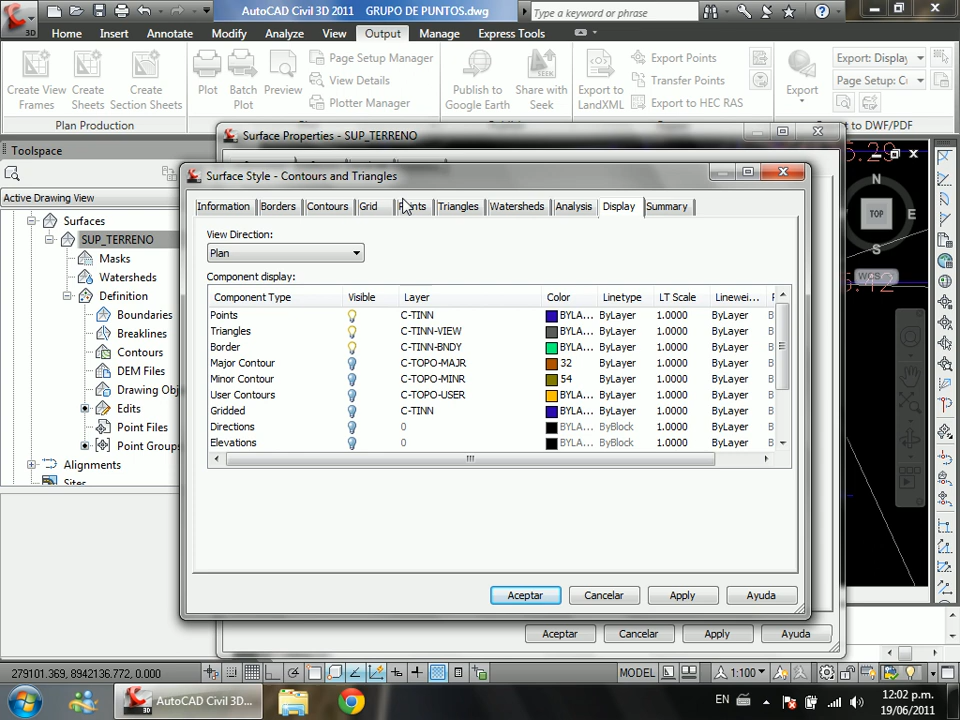 3D
AutoCAD Civil 3D 2011 GRUPO DE PUNTOS.dwg
Type a keyword or phrase
Home Insert Annotate Modify Analyze View Output Manage Express Tools
Create View Frames
Create Sheets
Create Section Sheets
Plan Production
Plot
Batch Plot
Preview
Page Setup Manager
View Details
Plotter Manager
Publish to Google Earth
Share with Seek
SEEK
Export to LandXML
Export Points
Transfer Points
Export to HEC RAS
Export
Export: Display
Page Setup: C
t to DWF/PDF
Toolspace
Active Drawing View
Surfaces
SUP_TERRENO
Masks
Watersheds
Definition
Boundaries
Breaklines
Contours
DEM Files
Drawing Obj
Edits
Point Files
Point Groups
Alignments
Sites
Surface Properties - SUP_TERRENO
Surface Style - Contours and Triangles
Information Borders Contours Grid Points Triangles Watersheds Analysis Display Summary
View Direction:
Plan
Component display:
Component Type Visible Layer Color Linetype LT Scale Linewei...
Points C-TINN BYLA... ByLayer 1.0000 ByLayer B
Triangles C-TINN-VIEW BYLA... ByLayer 1.0000 ByLayer B
Border C-TINN-BNDY BYLA... ByLayer 1.0000 ByLayer B
Major Contour C-TOPO-MAJR 32 ByLayer 1.0000 ByLayer B
Minor Contour C-TOPO-MINR 54 ByLayer 1.0000 ByLayer B
User Contours C-TOPO-USER BYLA... ByLayer 1.0000 ByLayer B
Gridded C-TINN BYLA... ByLayer 1.0000 ByLayer B
Directions 0 BYLA... ByBlock 1.0000 ByLayer B
Elevations 0 BYLA... ByBlock 1.0000 ByLayer B
Aceptar Cancelar Apply Ayuda
Aceptar Cancelar Apply Ayuda
N
TOP
E
S
WCS
279101.369, 8942136.772, 0.000
MODEL
1:100
AutoCAD Civil 3D...
EN
12:02 p.m.
19/06/2011